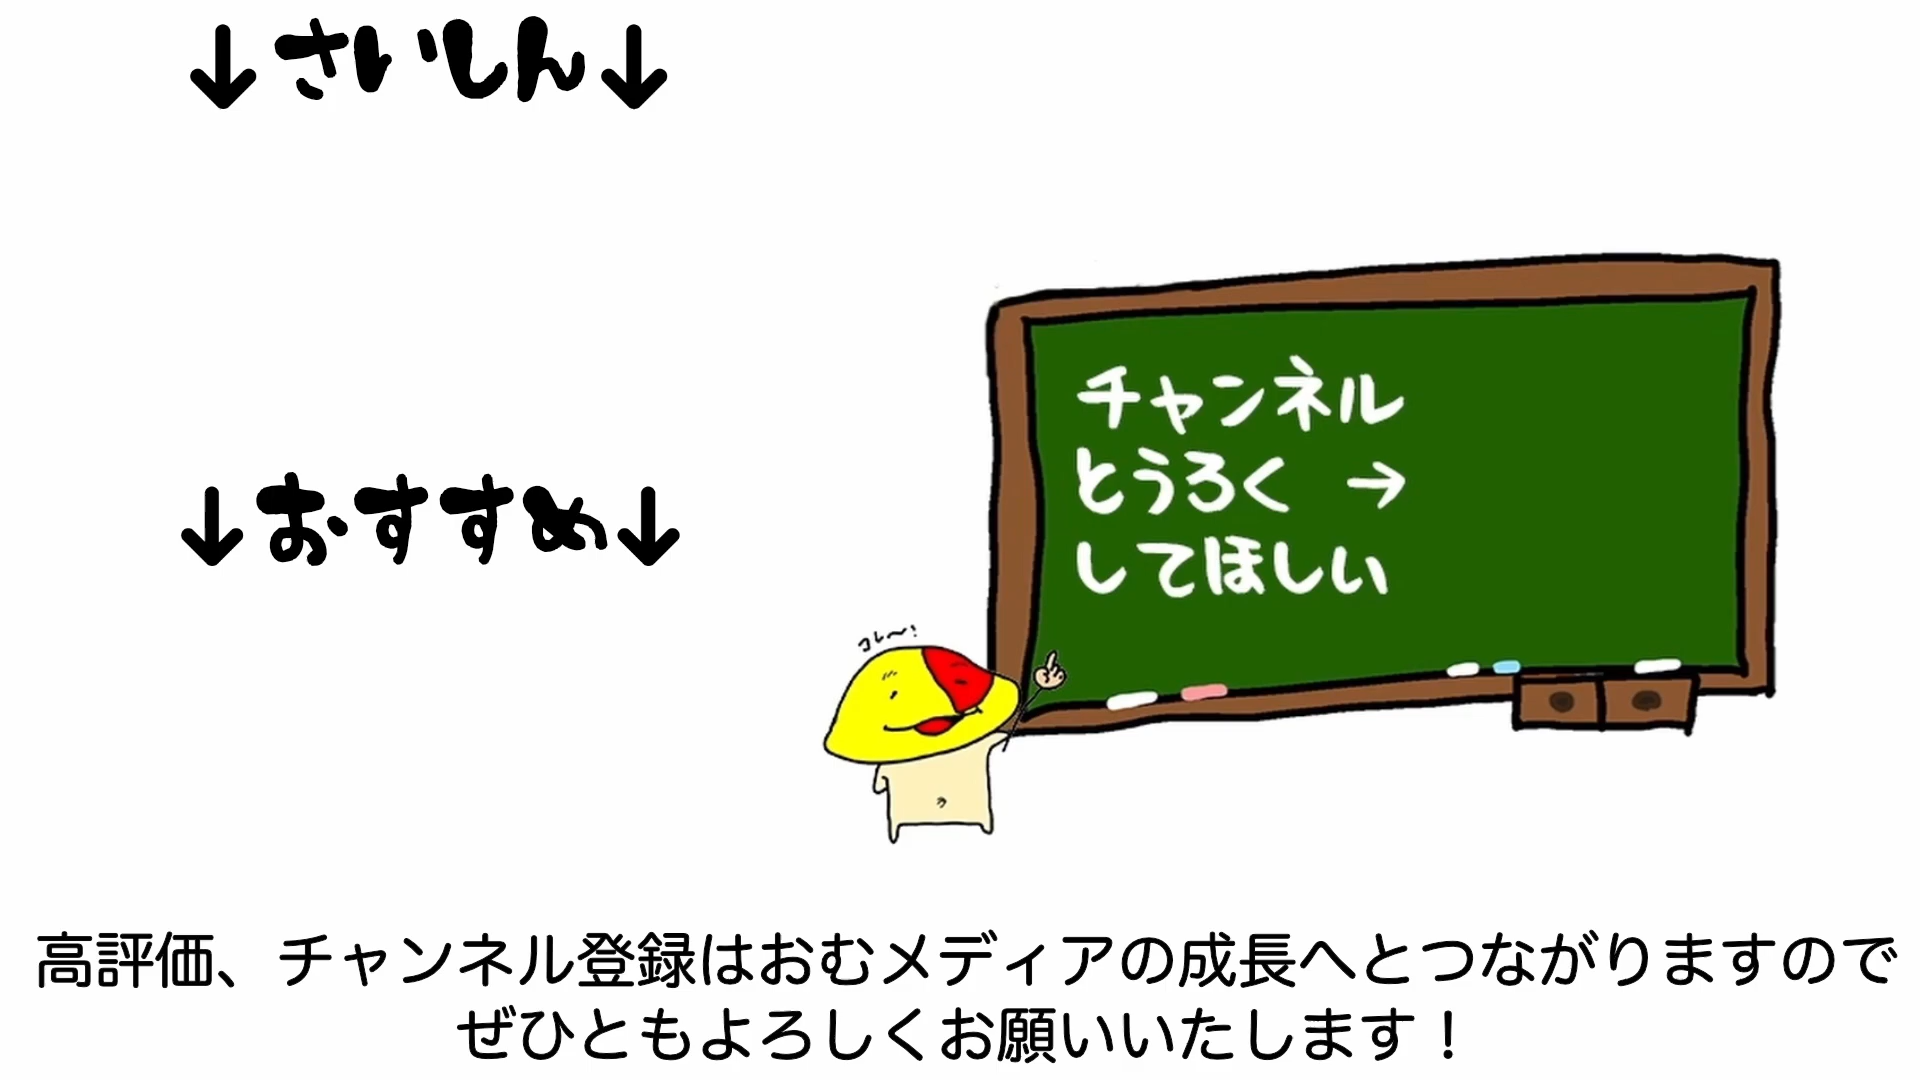 ↓さいしん↓
↓おすすめ↓
チャンネル
とうろく →
してほしい
コレ〜!
高評価、チャンネル登録はおむメディアの成長へとつながりますので
ぜひともよろしくお願いいたします！